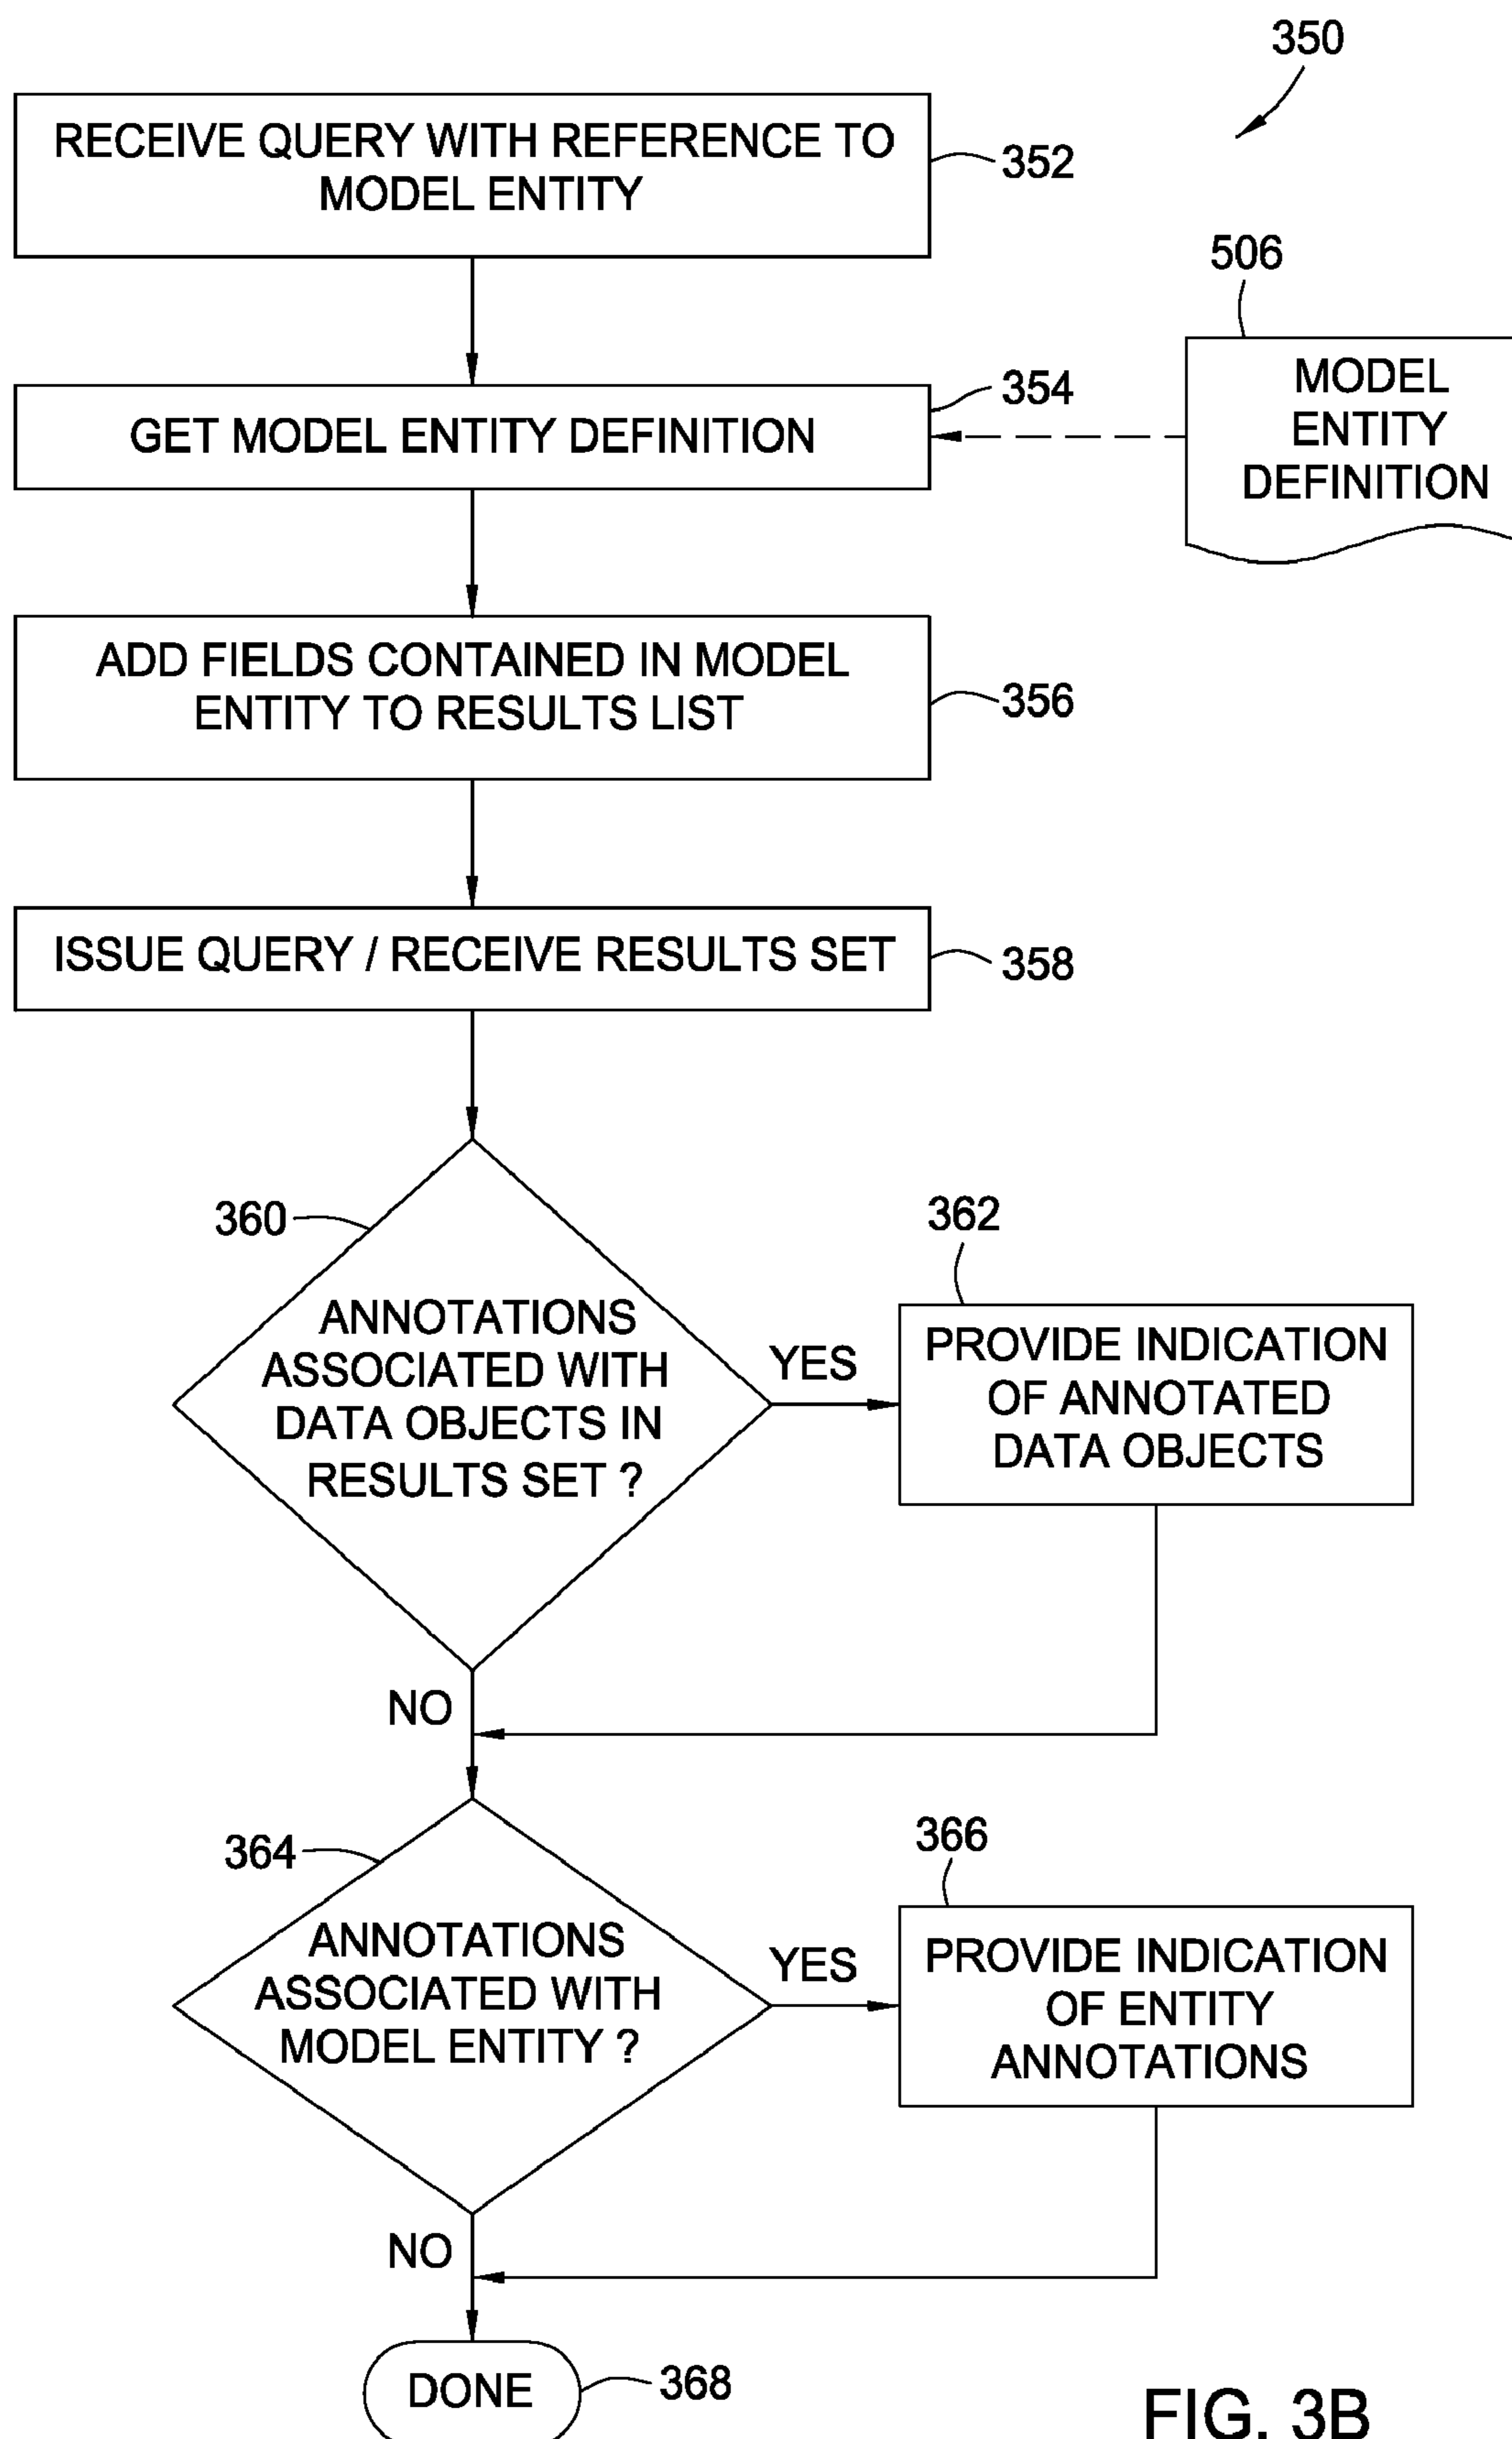 350
RECEIVE QUERY WITH REFERENCE TO
MODEL ENTITY
352
506
MODEL
ENTITY
DEFINITION
354
GET MODEL ENTITY DEFINITION
ADD FIELDS CONTAINED IN MODEL
ENTITY TO RESULTS LIST
356
ISSUE QUERY / RECEIVE RESULTS SET
358
360
ANNOTATIONS
ASSOCIATED WITH
DATA OBJECTS IN
RESULTS SET ?
YES
362
PROVIDE INDICATION
OF ANNOTATED
DATA OBJECTS
NO
364
ANNOTATIONS
ASSOCIATED WITH
MODEL ENTITY ?
YES
366
PROVIDE INDICATION
OF ENTITY
ANNOTATIONS
NO
DONE
368
FIG. 3B